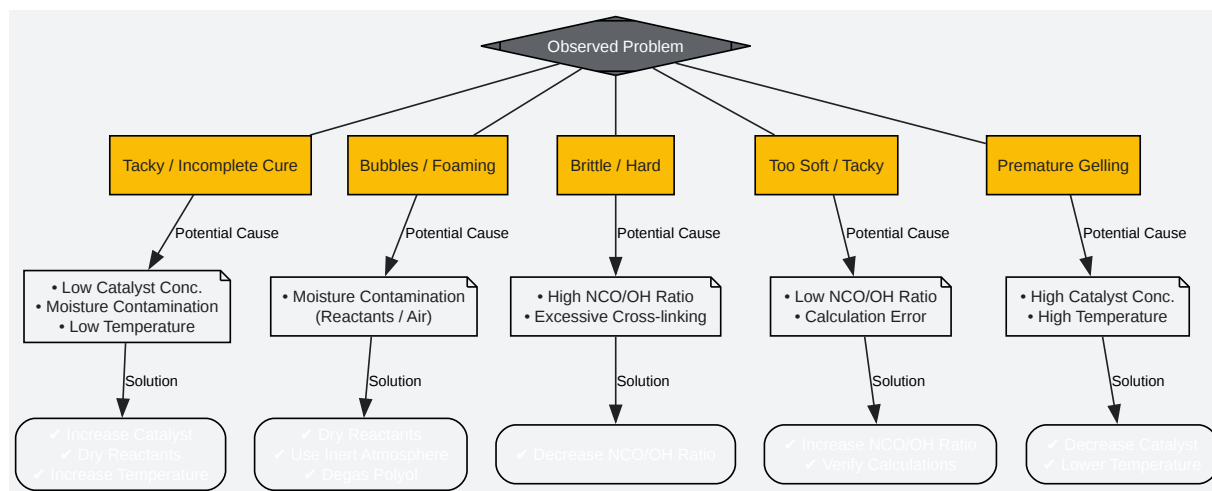 Observed Problem
Tacky / Incomplete Cure
Bubbles / Foaming
Brittle / Hard
Too Soft / Tacky
Premature Gelling
Potential Cause
Potential Cause
Potential Cause
Potential Cause
Potential Cause
• Low Catalyst Conc.
• Moisture Contamination
• Low Temperature
• Moisture Contamination
(Reactants / Air)
• High NCO/OH Ratio
• Excessive Cross-linking
• Low NCO/OH Ratio
• Calculation Error
• High Catalyst Conc.
• High Temperature
Solution
Solution
Solution
Solution
Solution
✔ Increase Catalyst
✔ Dry Reactants
✔ Increase Temperature
✔ Dry Reactants
✔ Use Inert Atmosphere
✔ Degas Polyol
✔ Decrease NCO/OH Ratio
✔ Increase NCO/OH Ratio
✔ Verify Calculations
✔ Decrease Catalyst
✔ Lower Temperature